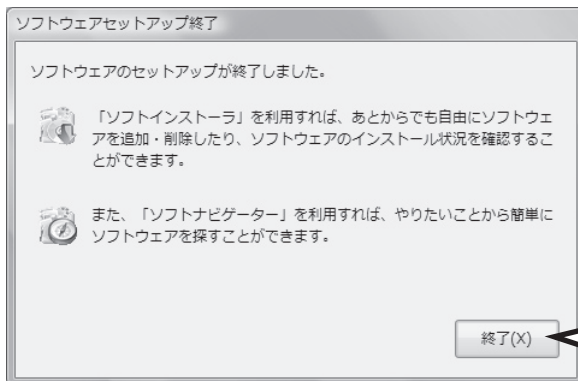 ソフトウェアセットアップ終了
ソフトウェアのセットアップが終了しました。
「ソフトインストーラ」を利用すれば、あとからでも自由にソフトウェ
アを追加・削除したり、ソフトウェアのインストール状況を確認するこ
とができます。
また、「ソフトナビゲーター」を利用すれば、やりたいことから簡単に
ソフトウェアを探すことができます。
終了(X)